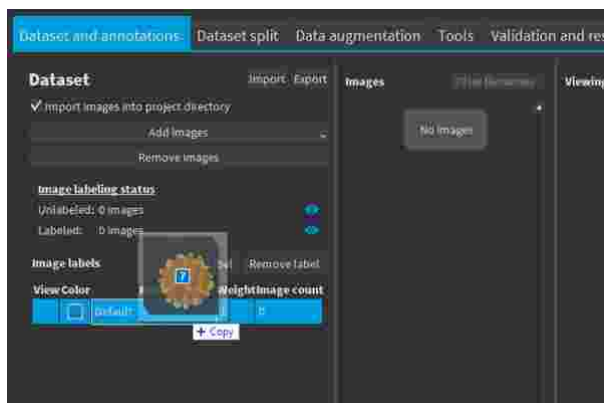 Dataset and annotations Dataset split Data augmentation Tools Validation and res
Dataset Import Export
Import images into project directory
Add images
Remove images
Image labeling status
Unlabeled: 0 images
Labeled: 0 images
Image labels Remove label
View Color Weight Image count
Default 1 0
7
+ Copy
Images
No images
Viewing